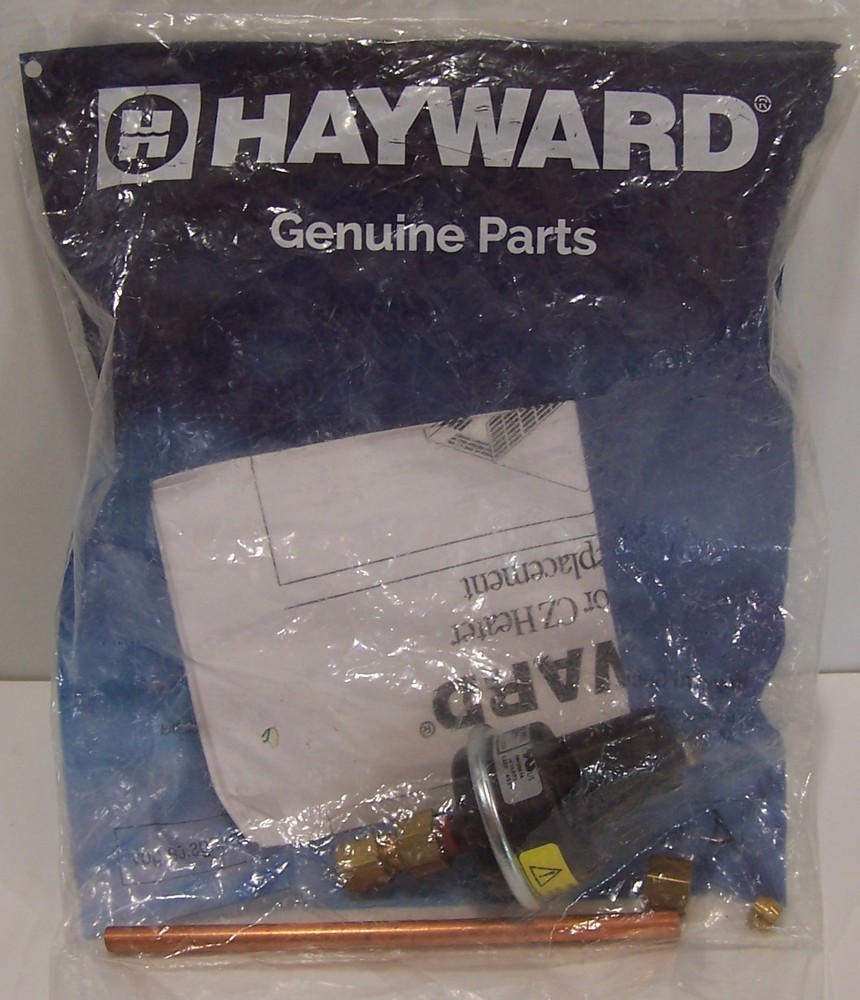 H HAYWARD®
Genuine Parts
placement
or CZ Heater
WARD®